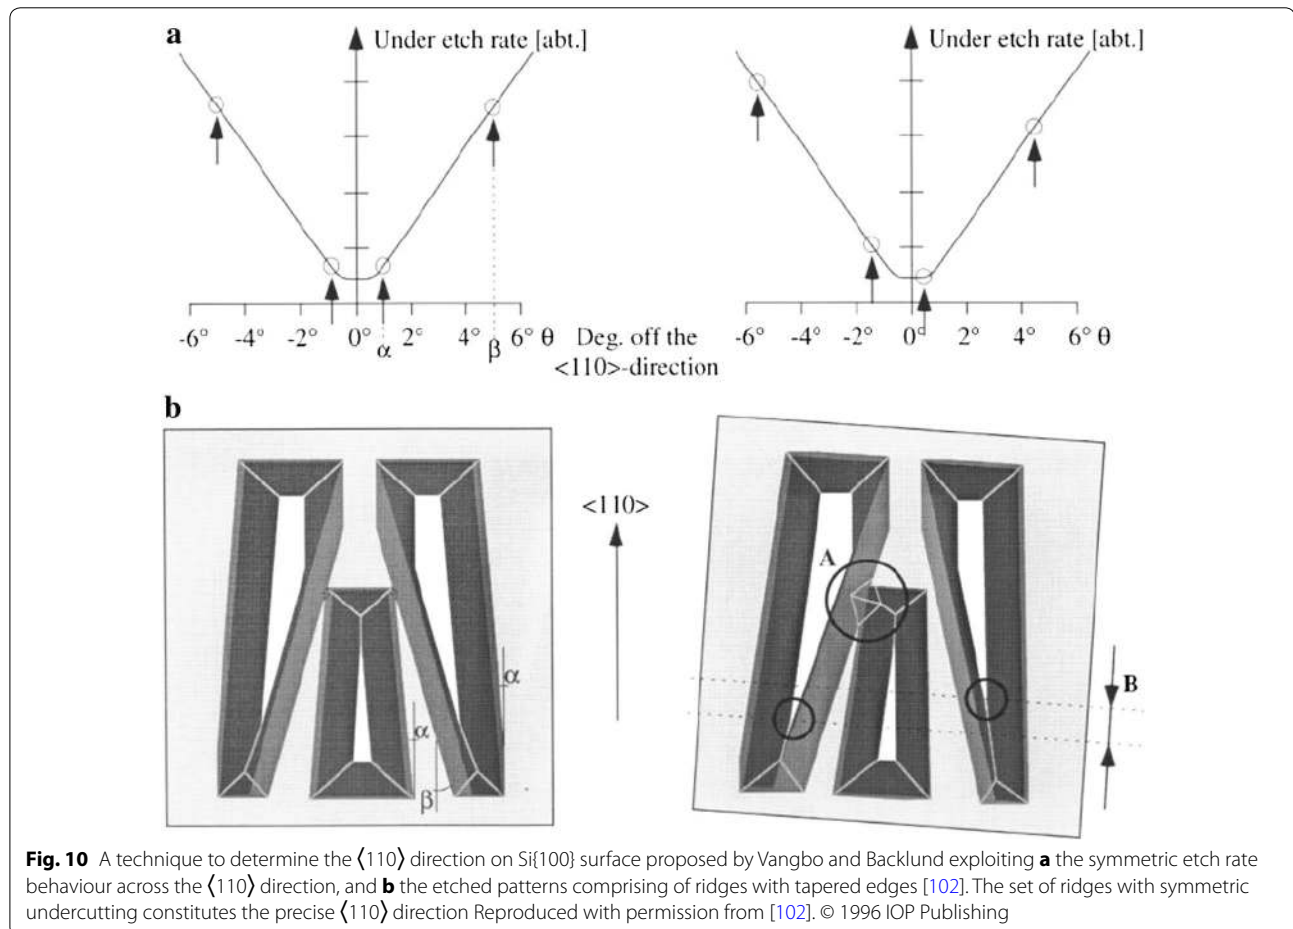 a
Under etch rate [abt.]
Under etch rate [abt.]
-6° -4° -2° 0° 2° 4° 6° θ
α β
Deg. off the
<110>-direction
-6° -4° -2° 0° 2° 4° 6° θ
b
<110>
A
B
α
α
β
Fig. 10 A technique to determine the ⟨110⟩ direction on Si{100} surface proposed by Vangbo and Backlund exploiting a the symmetric etch rate
behaviour across the ⟨110⟩ direction, and b the etched patterns comprising of ridges with tapered edges [102]. The set of ridges with symmetric
undercutting constitutes the precise ⟨110⟩ direction Reproduced with permission from [102]. © 1996 IOP Publishing